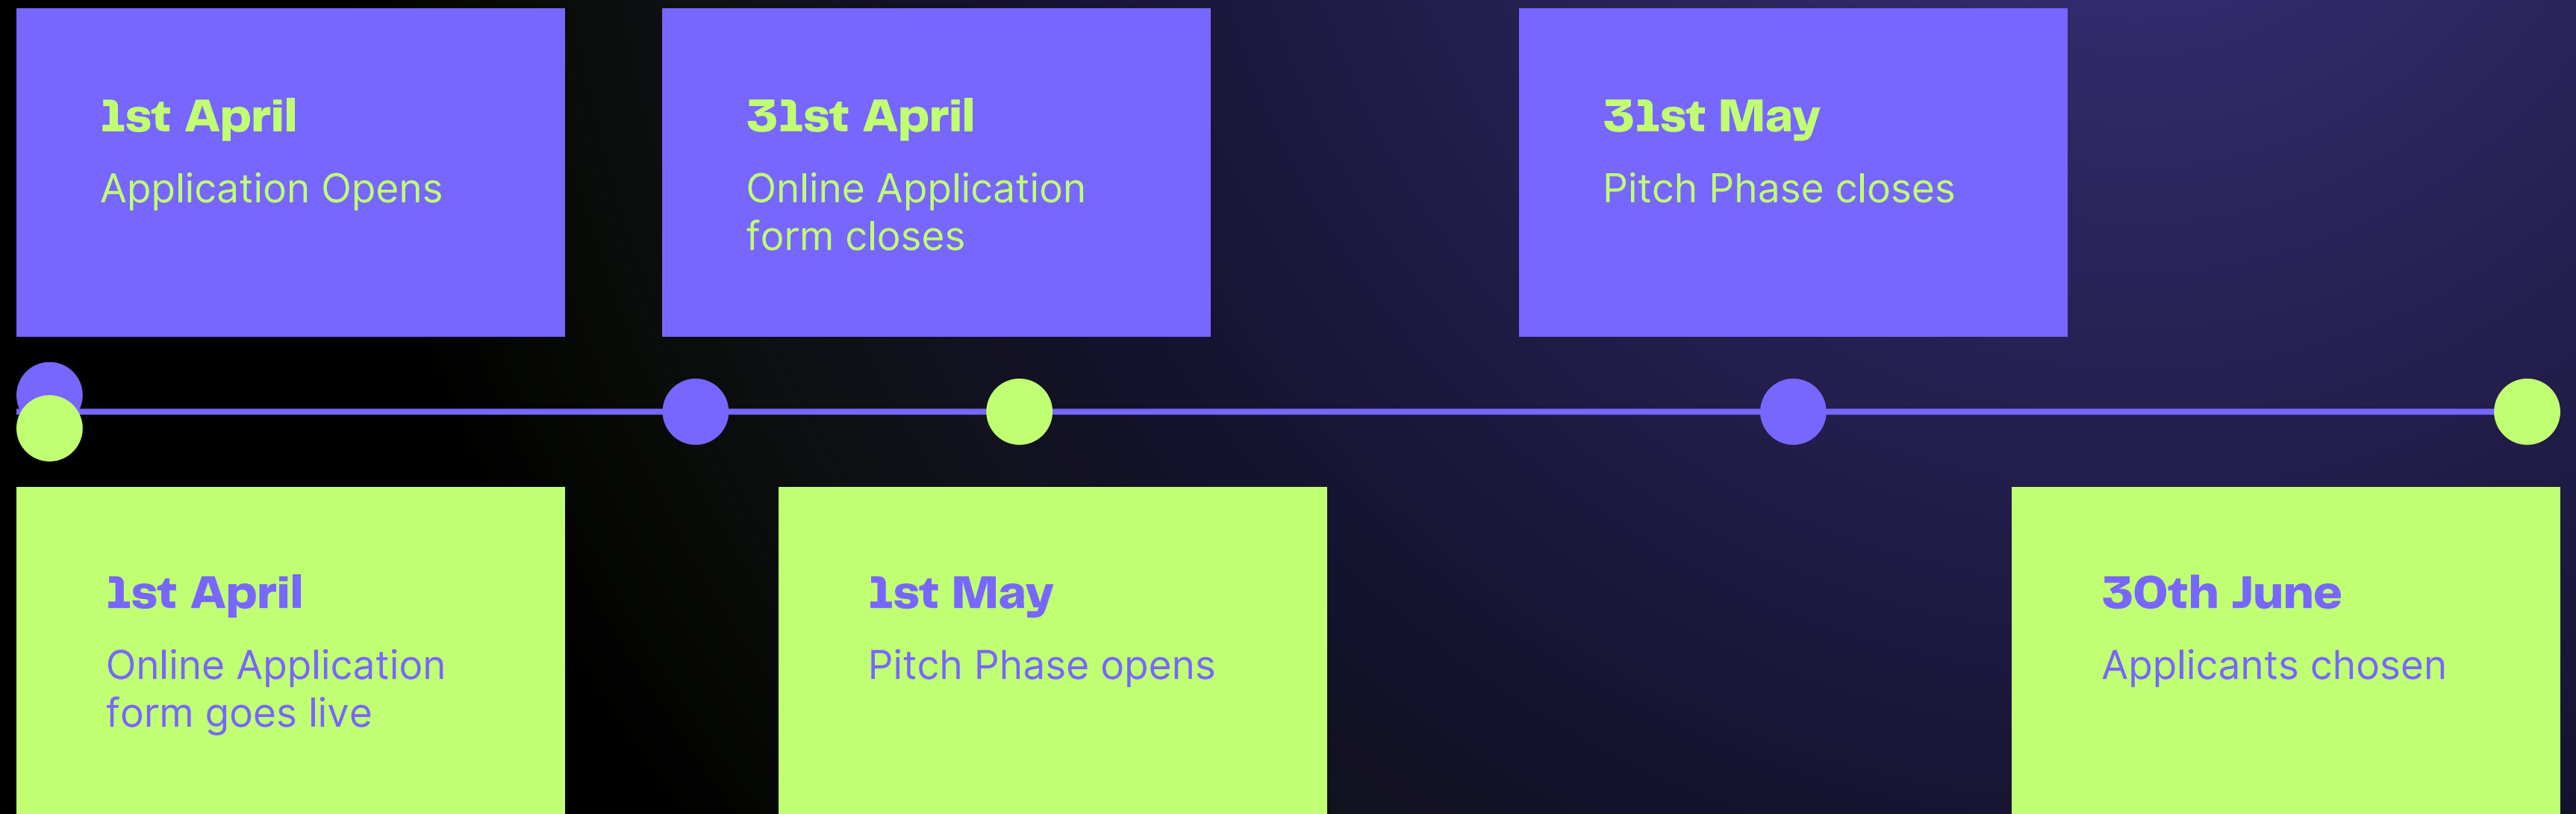 1st April
Application Opens
31st April
Online Application
form closes
31st May
Pitch Phase closes
1st April
Online Application
form goes live
1st May
Pitch Phase opens
30th June
Applicants chosen